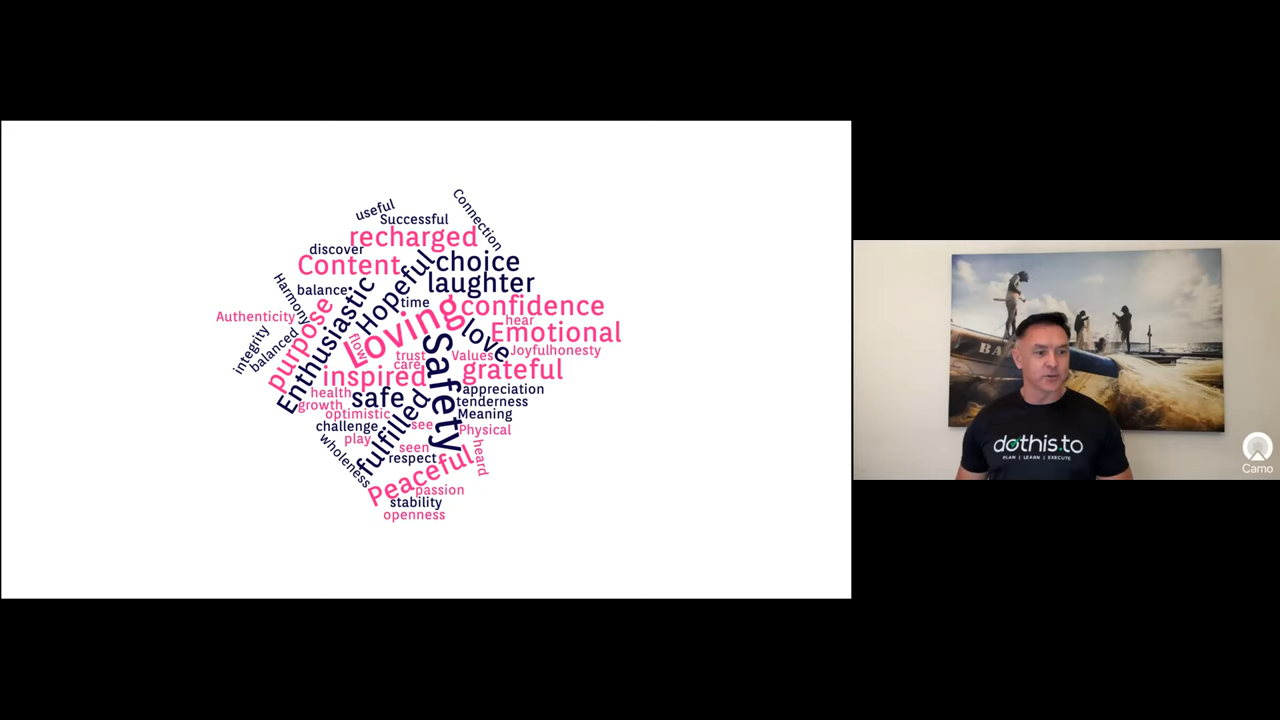 Connection
useful
Successful
recharged
discover
Hopeful
choice
Content
laughter
Harmony
balance
Enthusiastic
time
Loving
confidence
purpose
Authenticity
hear
love
Emotional
integrity
balanced
flow
Safety
Joyfulhonesty
trust
Values
care
grateful
inspired
health
safe
appreciation
growth
tenderness
optimistic
Meaning
fulfilled
challenge
see
Physical
play
wholeness
seen
heard
respect
Peaceful
passion
stability
openness
BA
dothis.to
PLAN | LEARN | EXECUTE
Camo